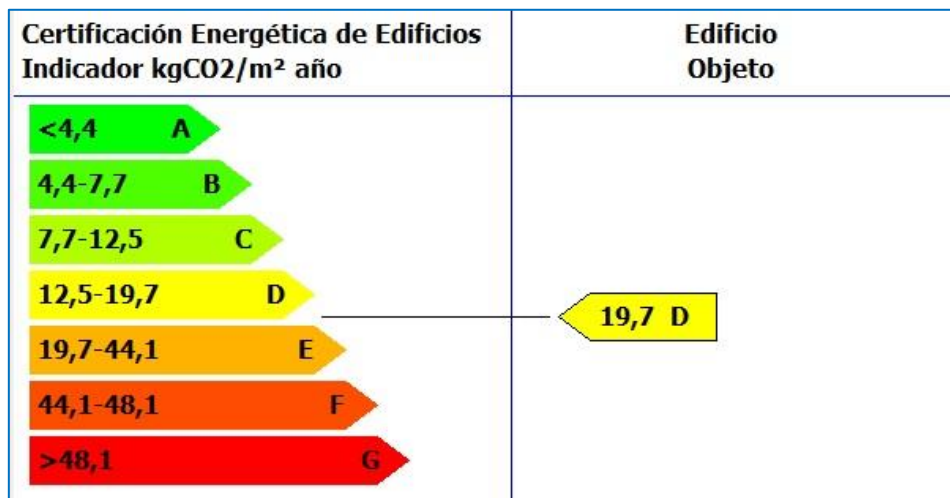 Certificación Energética de Edificios
Indicador kgCO2/m² año
Edificio
Objeto
<4,4 A
4,4-7,7 B
7,7-12,5 C
12,5-19,7 D
19,7 D
19,7-44,1 E
44,1-48,1 F
>48,1 G